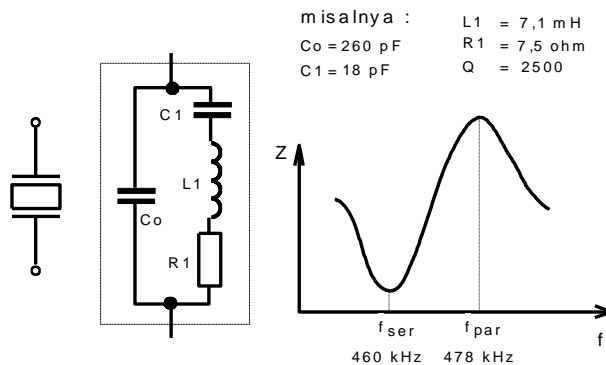 misalnya :
Co = 260 pF
C1 = 18 pF
L1 = 7,1 mH
R1 = 7,5 ohm
Q = 2500
C1
L1
Co
R1
Z
f ser
f par
f
460 kHz
478 kHz